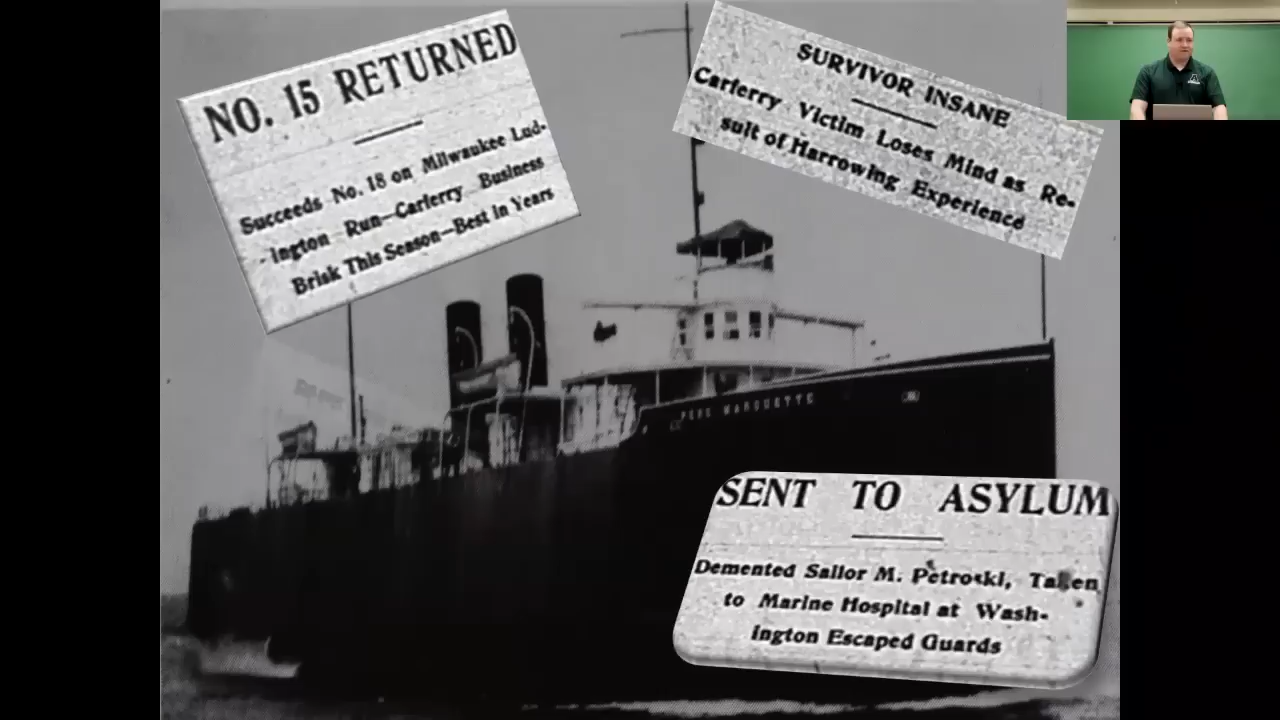 NO. 15 RETURNED
Succeeds No. 18 on Milwaukee Lud-
ington Run—Carferry Business
Brisk This Season—Best in Years
SURVIVOR INSANE
Carferry Victim Loses Mind as Re-
sult of Harrowing Experience
PERE MARQUETTE
SENT TO ASYLUM
Demented Sailor M. Petroski, Taken
to Marine Hospital at Wash-
ington Escaped Guards